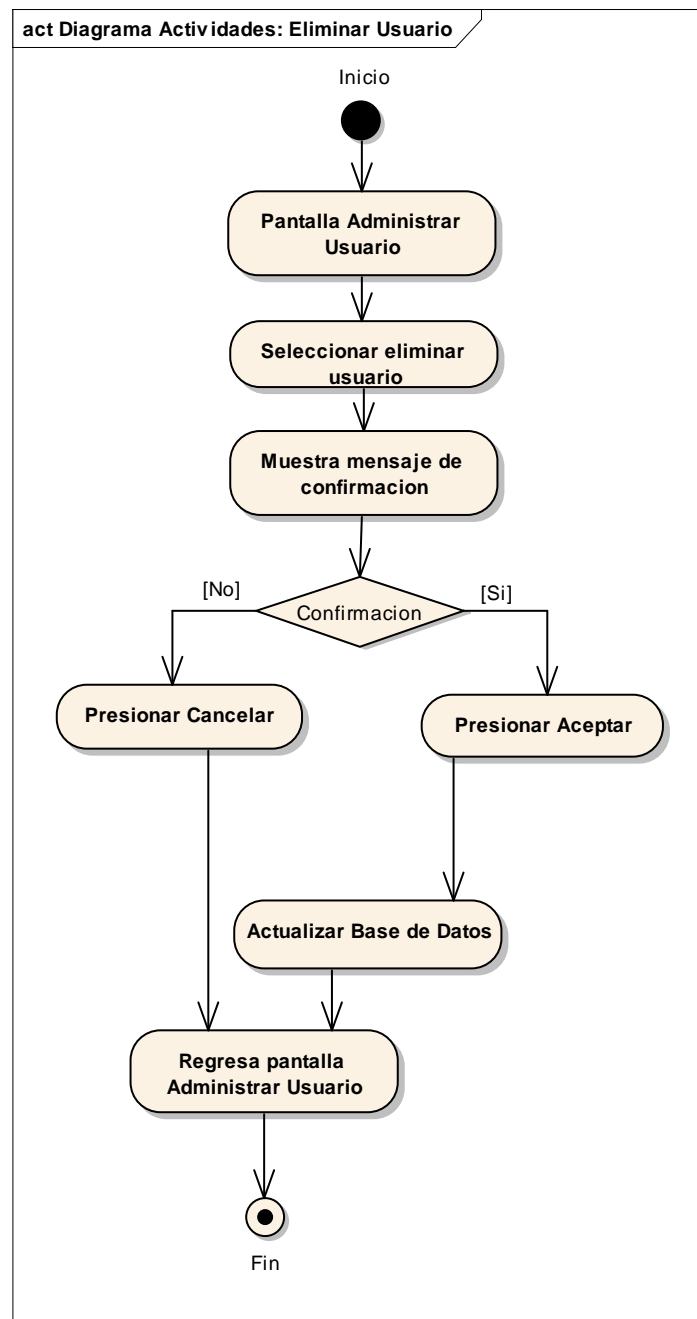 act Diagrama Actividades: Eliminar Usuario
Inicio
Pantalla Administrar
Usuario
Seleccionar eliminar
usuario
Muestra mensaje de
confirmacion
Confirmacion
[No]
[Si]
Presionar Cancelar
Presionar Aceptar
Actualizar Base de Datos
Regresa pantalla
Administrar Usuario
Fin